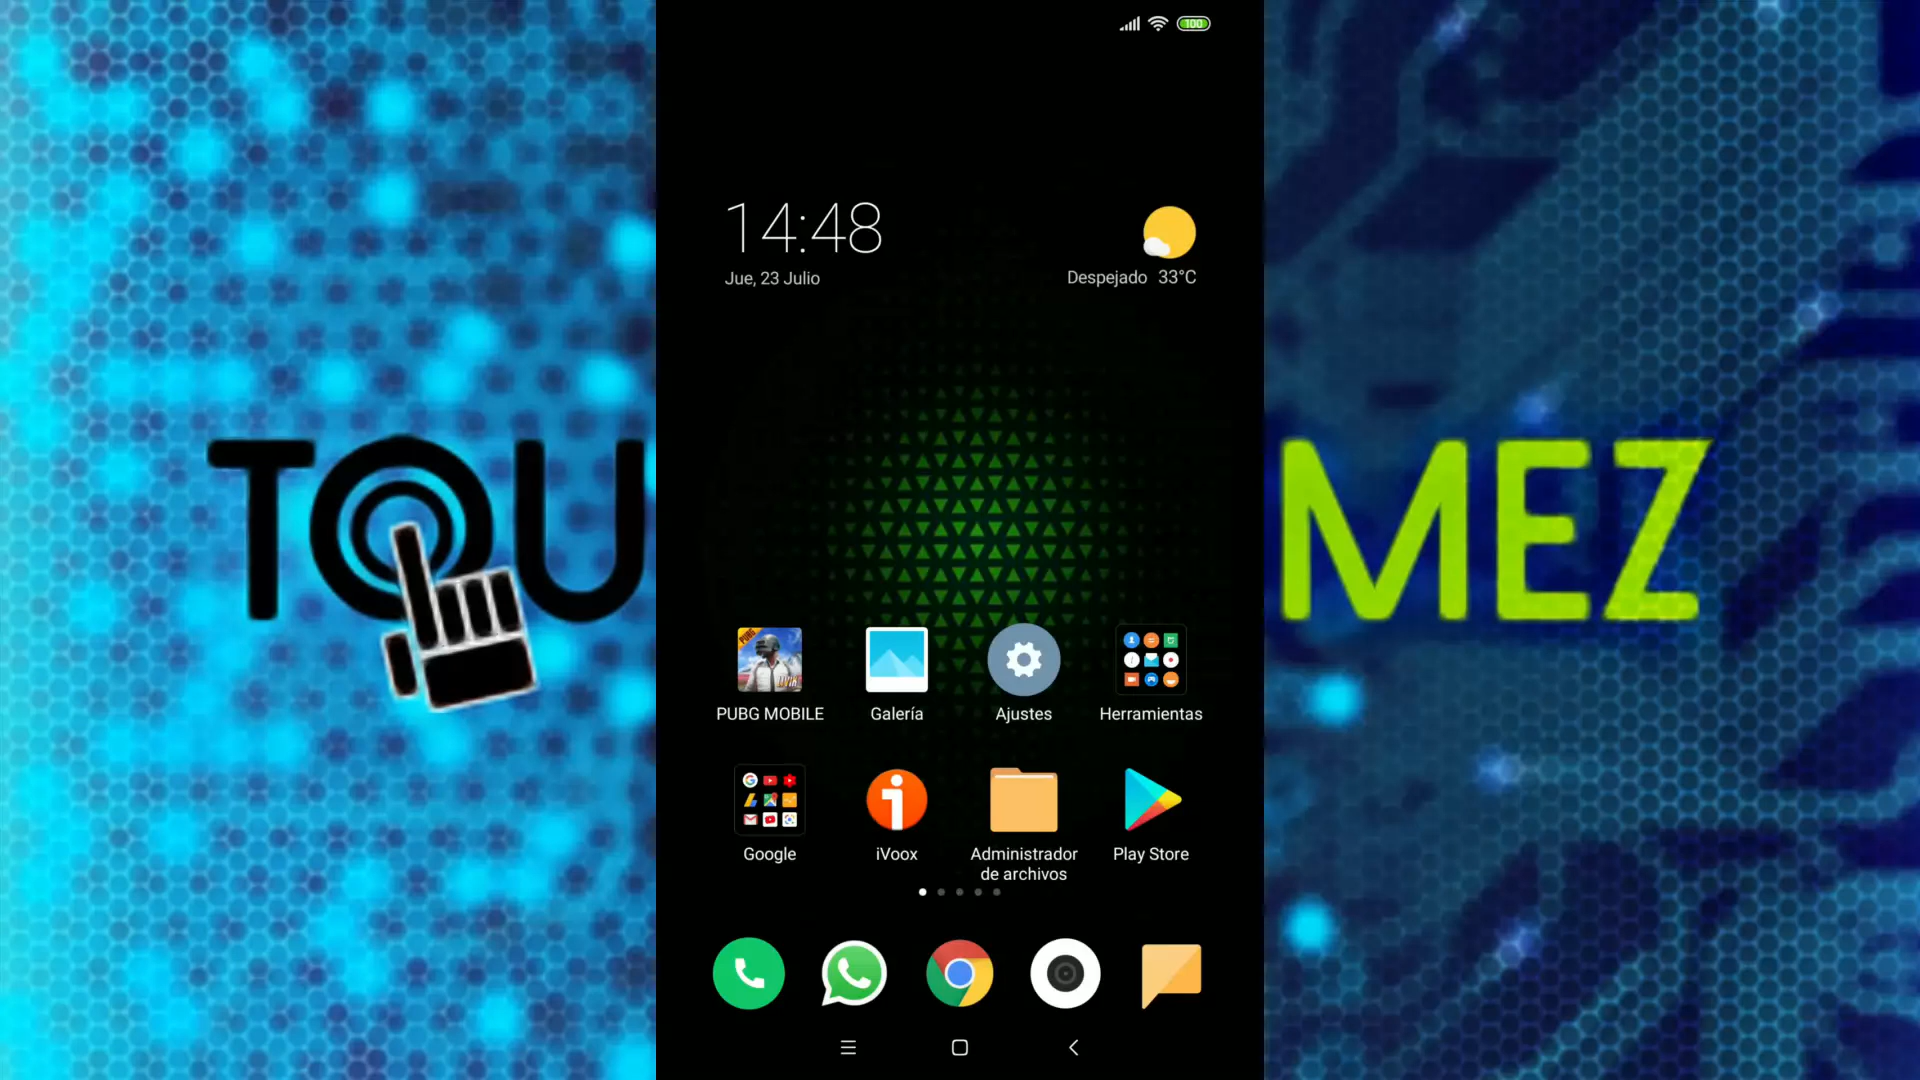 100
14:48
Jue, 23 Julio
Despejado 33°C
TOU
MEZ
PUBG MOBILE
Galería
Ajustes
Herramientas
Google
iVoox
Administrador
de archivos
Play Store